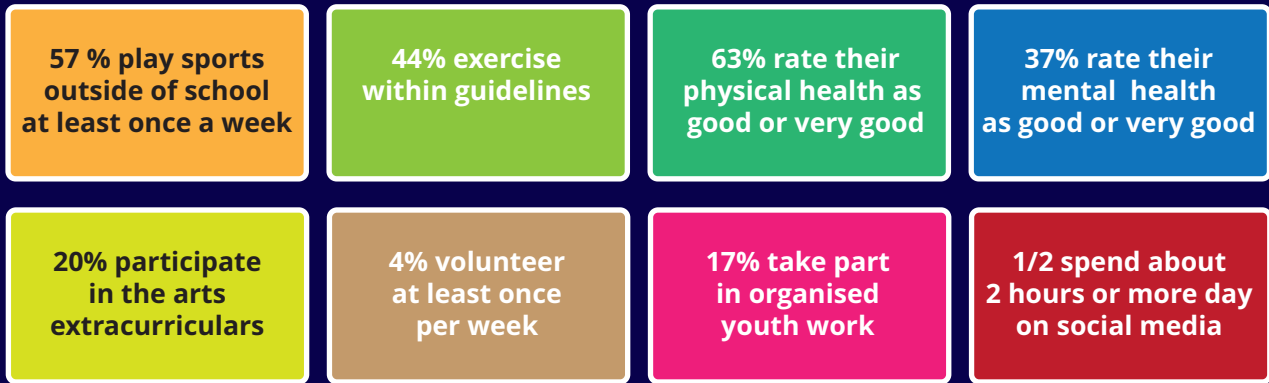 57 % play sports
outside of school
at least once a week
44% exercise
within guidelines
63% rate their
physical health as
good or very good
37% rate their
mental health
as good or very good
20% participate
in the arts
extracurriculars
4% volunteer
at least once
per week
17% take part
in organised
youth work
1/2 spend about
2 hours or more day
on social media